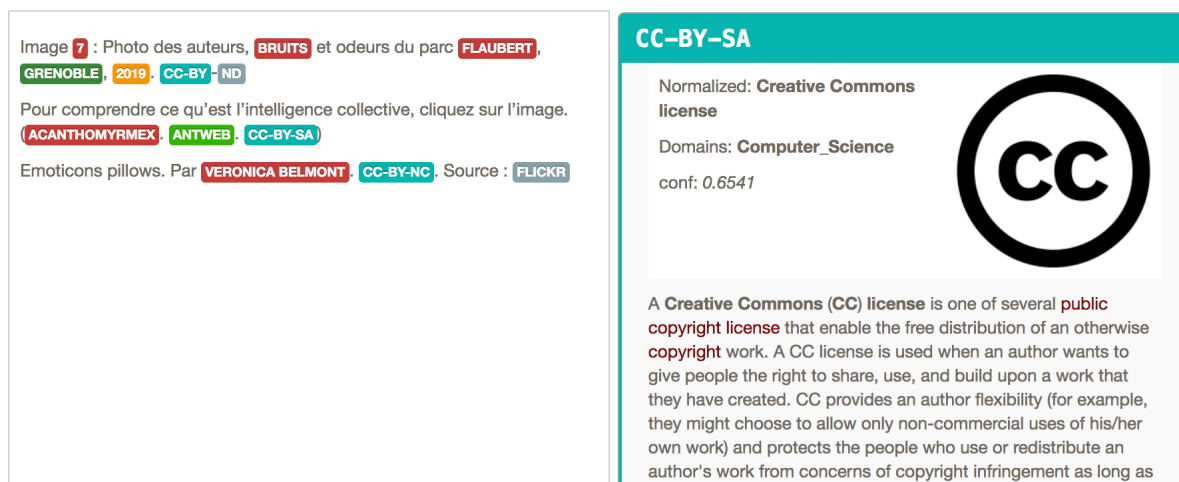 Image 7 : Photo des auteurs, BRUITS et odeurs du parc FLAUBERT,
GRENOBLE, 2019. CC-BY-ND
Pour comprendre ce qu’est l’intelligence collective, cliquez sur l’image.
(ACANTHOMYRMEX. ANTWEB. CC-BY-SA)
Emoticons pillows. Par VERONICA BELMONT. CC-BY-NC. Source : FLICKR
CC-BY-SA
Normalized: Creative Commons
license
Domains: Computer_Science
conf: 0.6541
CC
A Creative Commons (CC) license is one of several public
copyright license that enable the free distribution of an otherwise
copyright work. A CC license is used when an author wants to
give people the right to share, use, and build upon a work that
they have created. CC provides an author flexibility (for example,
they might choose to allow only non-commercial uses of his/her
own work) and protects the people who use or redistribute an
author's work from concerns of copyright infringement as long as